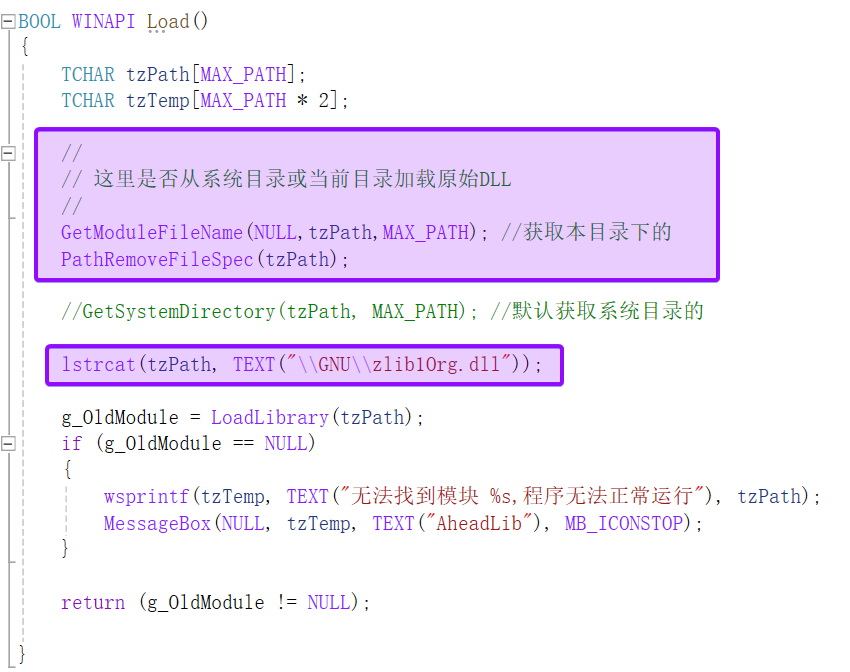 BOOL WINAPI Load()
{
TCHAR tzPath[MAX_PATH];
TCHAR tzTemp[MAX_PATH * 2];
//
// 这里是否从系统目录或当前目录加载原始DLL
//
GetModuleFileName(NULL,tzPath,MAX_PATH); //获取本目录下的
PathRemoveFileSpec(tzPath);
//GetSystemDirectory(tzPath, MAX_PATH); //默认获取系统目录的
lstrcat(tzPath, TEXT("\\GNU\\zlib1Org.dll"));
g_OldModule = LoadLibrary(tzPath);
if (g_OldModule == NULL)
{
wsprintf(tzTemp, TEXT("无法找到模块 %s,程序无法正常运行"), tzPath);
MessageBox(NULL, tzTemp, TEXT("AheadLib"), MB_ICONSTOP);
}
return (g_OldModule != NULL);
}